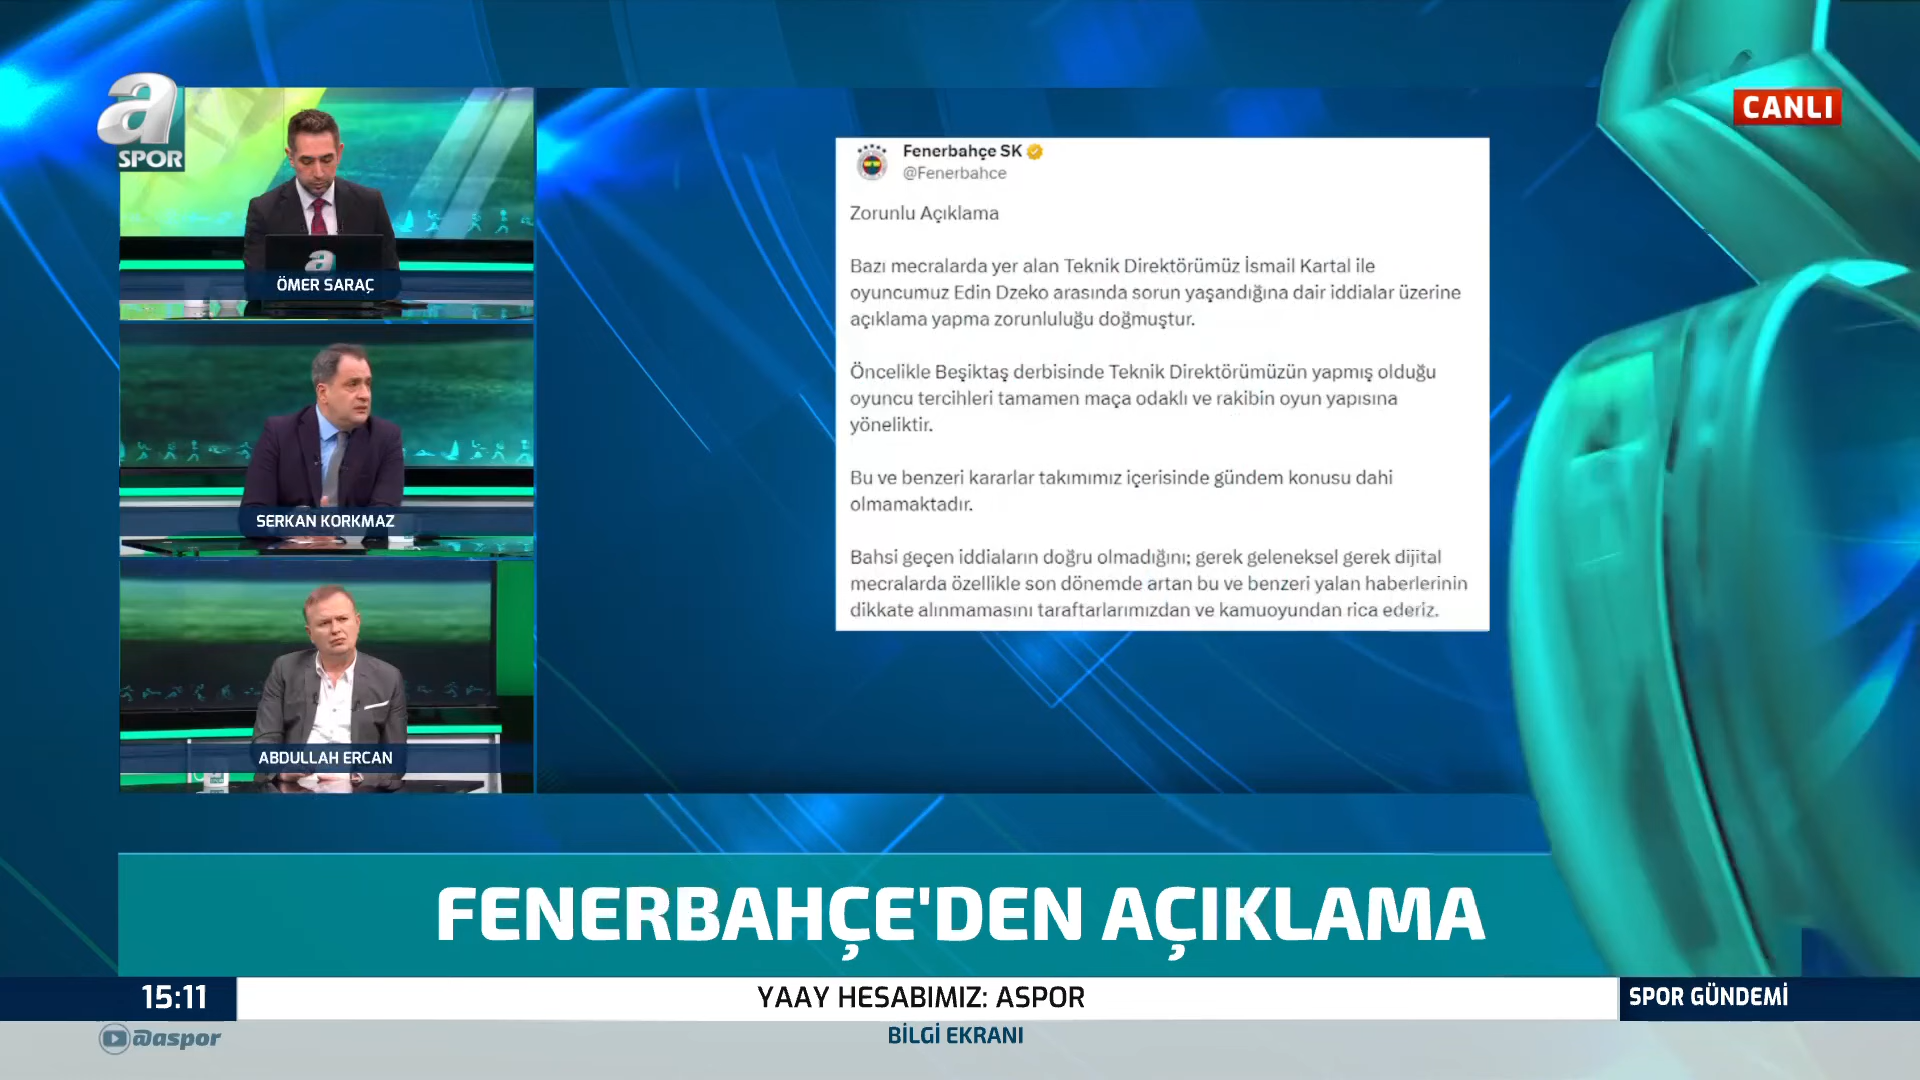 a
SPOR
CANLI
ÖMER SARAÇ
SERKAN KORKMAZ
ABDULLAH ERCAN
Fenerbahçe SK
@Fenerbahce
Zorunlu Açıklama
Bazı mecralarda yer alan Teknik Direktörümüz İsmail Kartal ile
oyuncumuz Edin Dzeko arasında sorun yaşandığına dair iddialar üzerine
açıklama yapma zorunluluğu doğmuştur.
Öncelikle Beşiktaş derbisinde Teknik Direktörümüzün yapmış olduğu
oyuncu tercihleri tamamen maça odaklı ve rakibin oyun yapısına
yöneliktir.
Bu ve benzeri kararlar takımımız içerisinde gündem konusu dahi
olmamaktadır.
Bahsi geçen iddiaların doğru olmadığını; gerek geleneksel gerek dijital
mecralarda özellikle son dönemde artan bu ve benzeri yalan haberlerinin
dikkate alınmamasını taraftarlarımızdan ve kamuoyundan rica ederiz.
FENERBAHÇE'DEN AÇIKLAMA
15:11
YAAY HESABIMIZ: ASPOR
SPOR GÜNDEMİ
@aspor
BİLGİ EKRANI